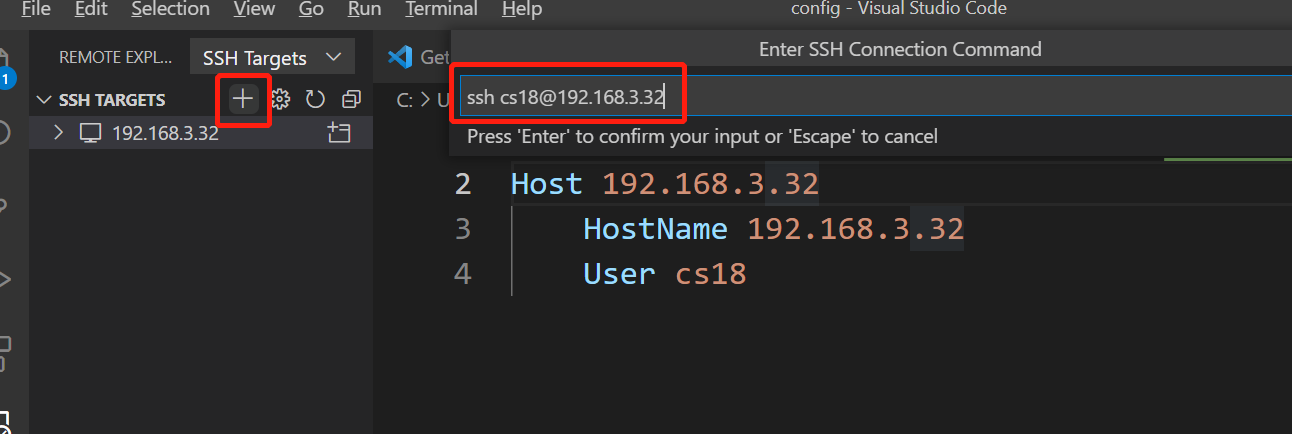 File Edit Selection View Go Run Terminal Help config - Visual Studio Code
REMOTE EXPL... SSH Targets
Get
Enter SSH Connection Command
ssh cs18@192.168.3.32
Press 'Enter' to confirm your input or 'Escape' to cancel
1
SSH TARGETS
C: > U
192.168.3.32
2 Host 192.168.3.32
3 HostName 192.168.3.32
4 User cs18